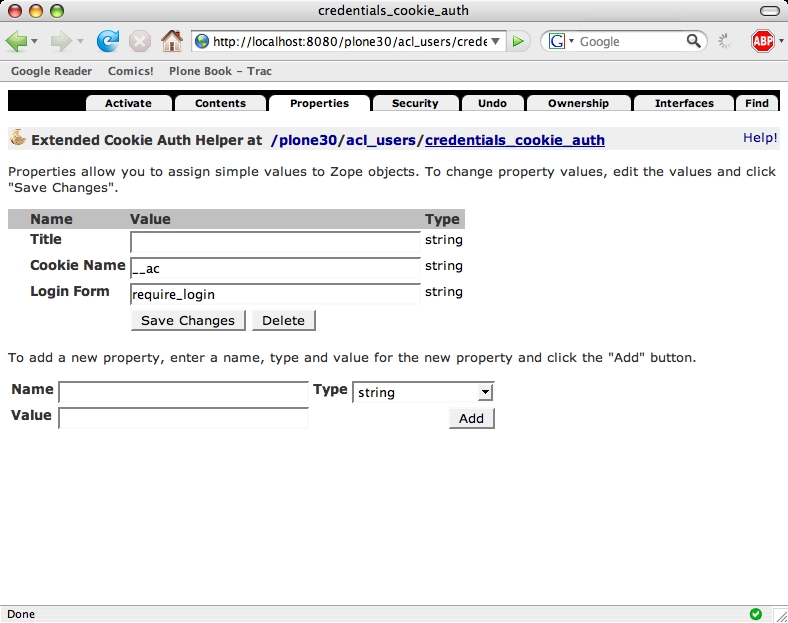 credentials_cookie_auth
http://localhost:8080/plone30/acl_users/crede
G Google
ABP
Google Reader Comics! Plone Book – Trac
Activate Contents Properties Security Undo Ownership Interfaces Find
Extended Cookie Auth Helper at /plone30/acl_users/credentials_cookie_auth Help!
Properties allow you to assign simple values to Zope objects. To change property values, edit the values and click
"Save Changes".
Name Value Type
Title string
Cookie Name __ac string
Login Form require_login string
Save Changes Delete
To add a new property, enter a name, type and value for the new property and click the "Add" button.
Name Type string
Value Add
Done